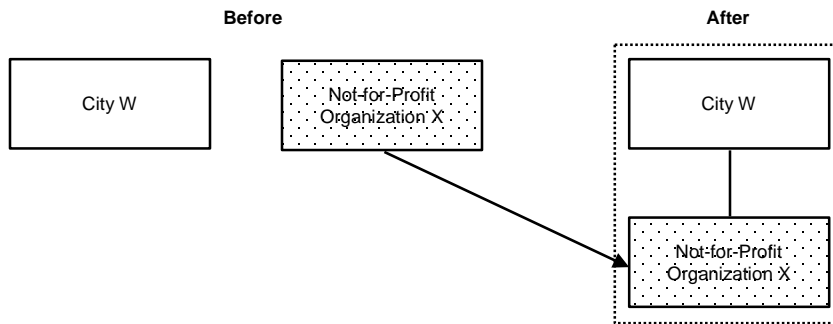 Before
After
City W
Not-for-Profit
Organization X
City W
Not-for-Profit
Organization X